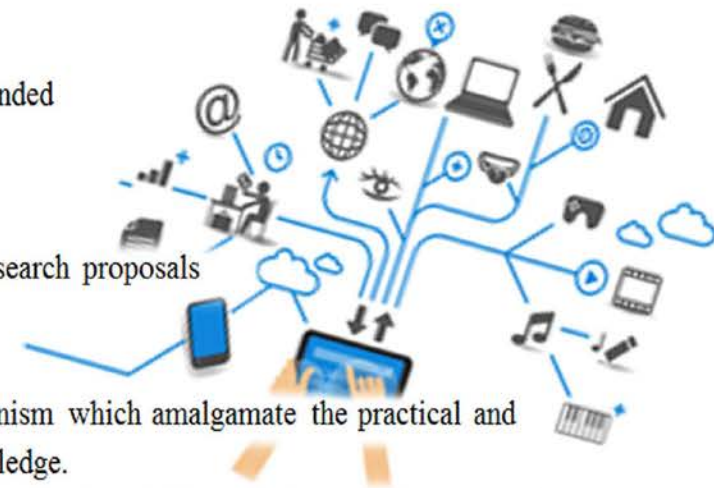 nded
search proposals
nism which amalgamate the practical and
ledge.